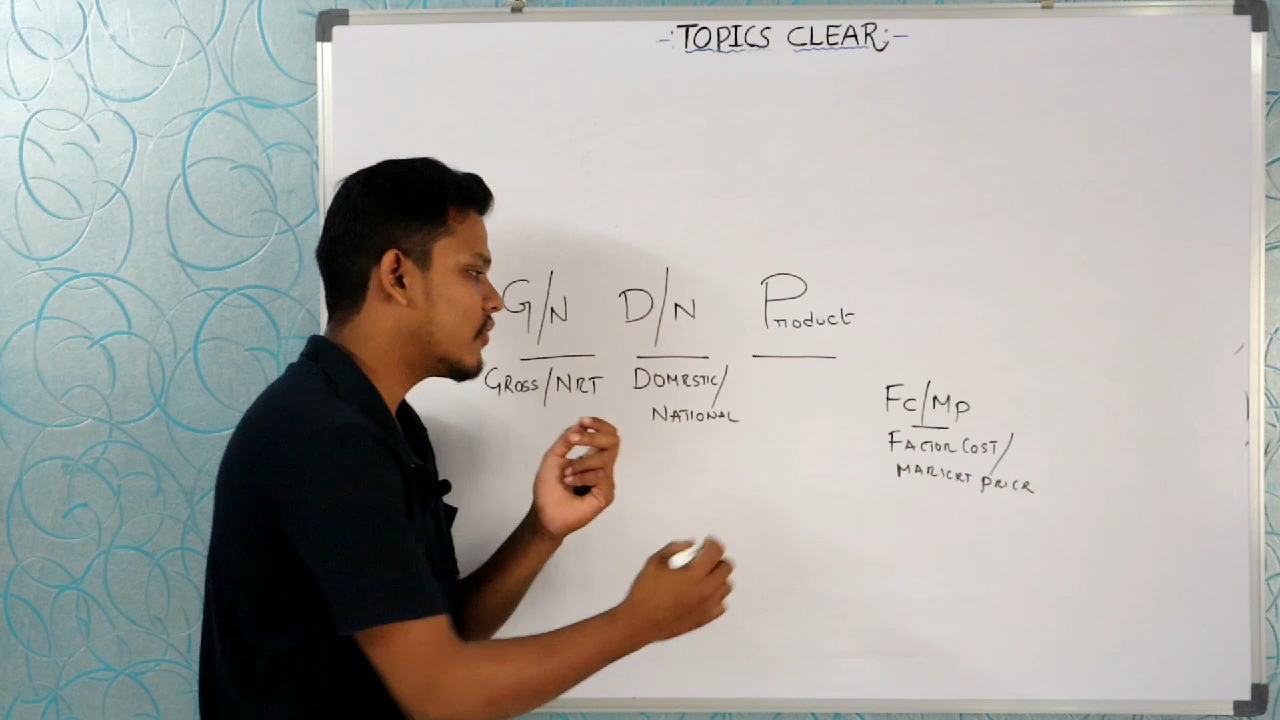 -:TOPICS CLEAR:-
G/N D/N Product
GROSS/NET DOMESTIC/
NATIONAL
FC/MP
FACTOR COST/
MARKET PRICE